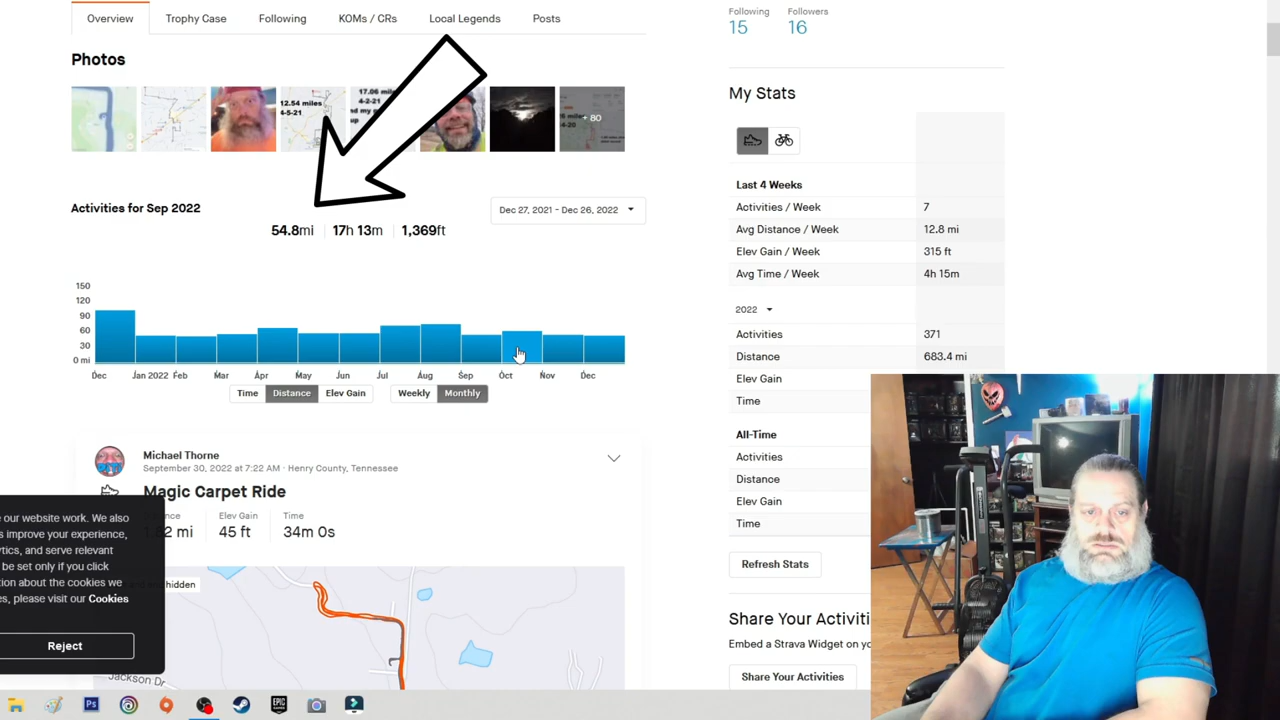 Overview Trophy Case Following KOMs / CRs Local Legends Posts
Following Followers
15 16
Photos
12.54 miles
4-5-21
17.06
4-2-21
up
+ 80
My Stats
Activities for Sep 2022
54.8mi 17h 13m 1,369ft
Dec 27, 2021 - Dec 26, 2022
Last 4 Weeks
Activities / Week 7
Avg Distance / Week 12.8 mi
Elev Gain / Week 315 ft
Avg Time / Week 4h 15m
2022
Activities 371
Distance 683.4 mi
Elev Gain
Time
All-Time
Activities
Distance
Elev Gain
Time
Refresh Stats
Share Your Activiti
Embed a Strava Widget on yo
Share Your Activities
150
120
90
60
30
0 mi
Dec Jan 2022 Feb Mar Apr May Jun Jul Aug Sep Oct Nov Dec
Time Distance Elev Gain Weekly Monthly
Michael Thorne
September 30, 2022 at 7:22 AM · Henry County, Tennessee
Magic Carpet Ride
Elev Gain Time
mi 45 ft 34m 0s
hidden
Jackson Dr
our website work. We also
s improve your experience,
tics, and serve relevant
be set only if you click
tion about the cookies we
es, please visit our Cookies
Reject
Ps
EPIC
GAMES